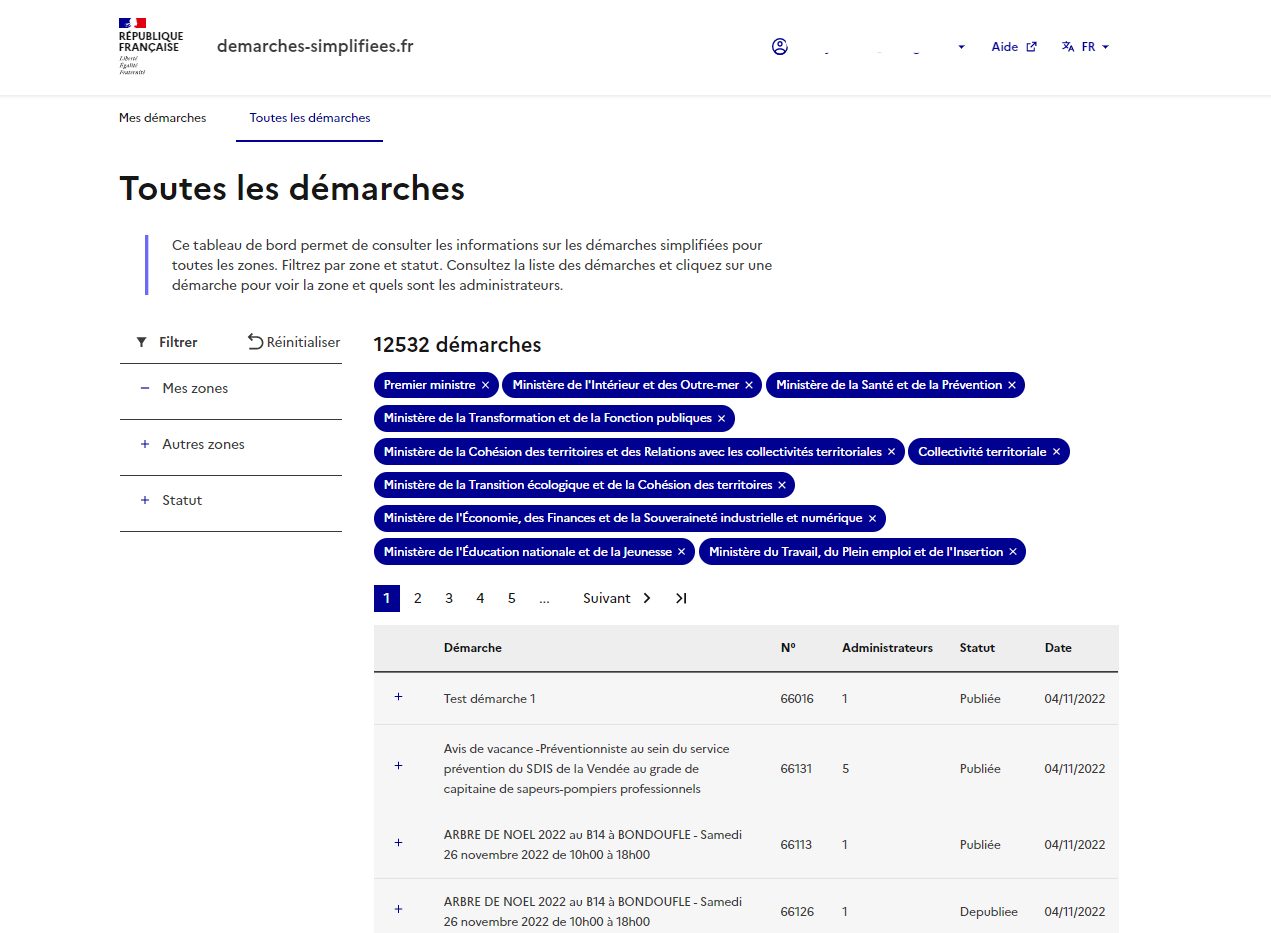 RÉPUBLIQUE
FRANÇAISE
Liberté
Égalité
Fraternité
demarches-simplifiees.fr
Aide
FR
Mes démarches
Toutes les démarches
Toutes les démarches
Ce tableau de bord permet de consulter les informations sur les démarches simplifiées pour
toutes les zones. Filtrez par zone et statut. Consultez la liste des démarches et cliquez sur une
démarche pour voir la zone et quels sont les administrateurs.
Filtrer
Réinitialiser
Mes zones
Autres zones
Statut
12532 démarches
Premier ministre × Ministère de l'Intérieur et des Outre-mer × Ministère de la Santé et de la Prévention ×
Ministère de la Transformation et de la Fonction publiques ×
Ministère de la Cohésion des territoires et des Relations avec les collectivités territoriales × Collectivité territoriale ×
Ministère de la Transition écologique et de la Cohésion des territoires ×
Ministère de l'Économie, des Finances et de la Souveraineté industrielle et numérique ×
Ministère de l'Éducation nationale et de la Jeunesse × Ministère du Travail, du Plein emploi et de l'Insertion ×
1 2 3 4 5 ... Suivant
Démarche N° Administrateurs Statut Date
+ Test démarche 1 66016 1 Publiée 04/11/2022
Avis de vacance -Préventionniste au sein du service
+ prévention du SDIS de la Vendée au grade de 66131 5 Publiée 04/11/2022
capitaine de sapeurs-pompiers professionnels
ARBRE DE NOEL 2022 au B14 à BONDOUFLE - Samedi
26 novembre 2022 de 10h00 à 18h00
+ 66113 1 Publiée 04/11/2022
ARBRE DE NOEL 2022 au B14 à BONDOUFLE - Samedi
26 novembre 2022 de 10h00 à 18h00
+ 66126 1 Depubliee 04/11/2022